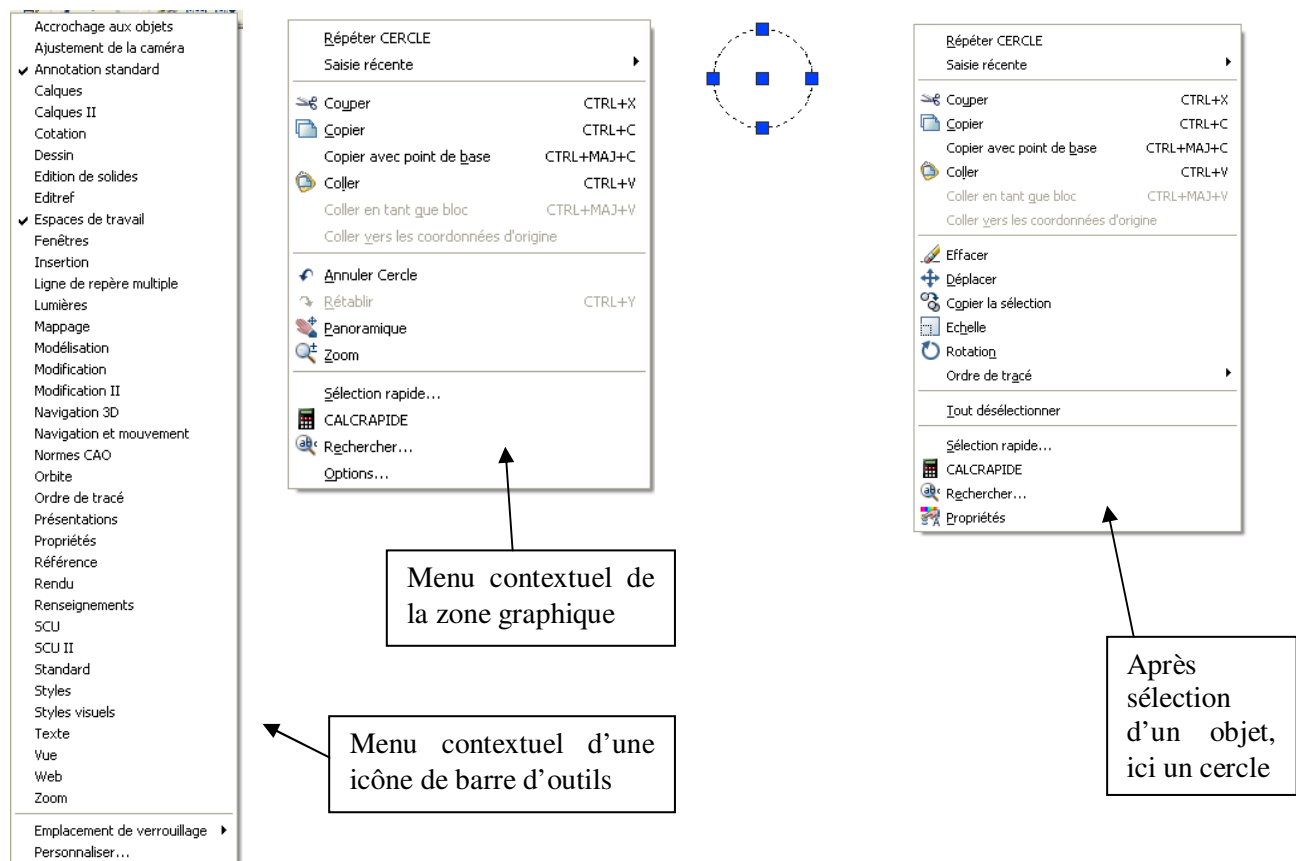 Accrochage aux objets
Ajustement de la caméra
Annotation standard
Calques
Calques II
Cotation
Dessin
Edition de solides
Editref
Espaces de travail
Fenêtres
Insertion
Ligne de repère multiple
Lumières
Mappage
Modélisation
Modification
Modification II
Navigation 3D
Navigation et mouvement
Normes CAO
Orbite
Ordre de tracé
Présentations
Propriétés
Référence
Rendu
Renseignements
SCU
SCU II
Standard
Styles
Styles visuels
Texte
Vue
Web
Zoom
Emplacement de verrouillage
Personnaliser...
Répéter CERCLE
Saisie récente
Couper CTRL+X
Copier CTRL+C
Copier avec point de base CTRL+MAJ+C
Coller CTRL+V
Coller en tant que bloc CTRL+MAJ+V
Coller vers les coordonnées d'origine
Annuler Cercle
Rétablir CTRL+Y
Panoramique
Zoom
Sélection rapide...
CALCRAPIDE
Rechercher...
Options...
Menu contextuel de
la zone graphique
Menu contextuel d’une
icône de barre d’outils
Répéter CERCLE
Saisie récente
Couper CTRL+X
Copier CTRL+C
Copier avec point de base CTRL+MAJ+C
Coller CTRL+V
Coller en tant que bloc CTRL+MAJ+V
Coller vers les coordonnées d'origine
Effacer
Déplacer
Copier la sélection
Echelle
Rotation
Ordre de tracé
Tout désélectionner
Sélection rapide...
CALCRAPIDE
Rechercher...
Propriétés
Après
sélection
d’un objet,
ici un cercle